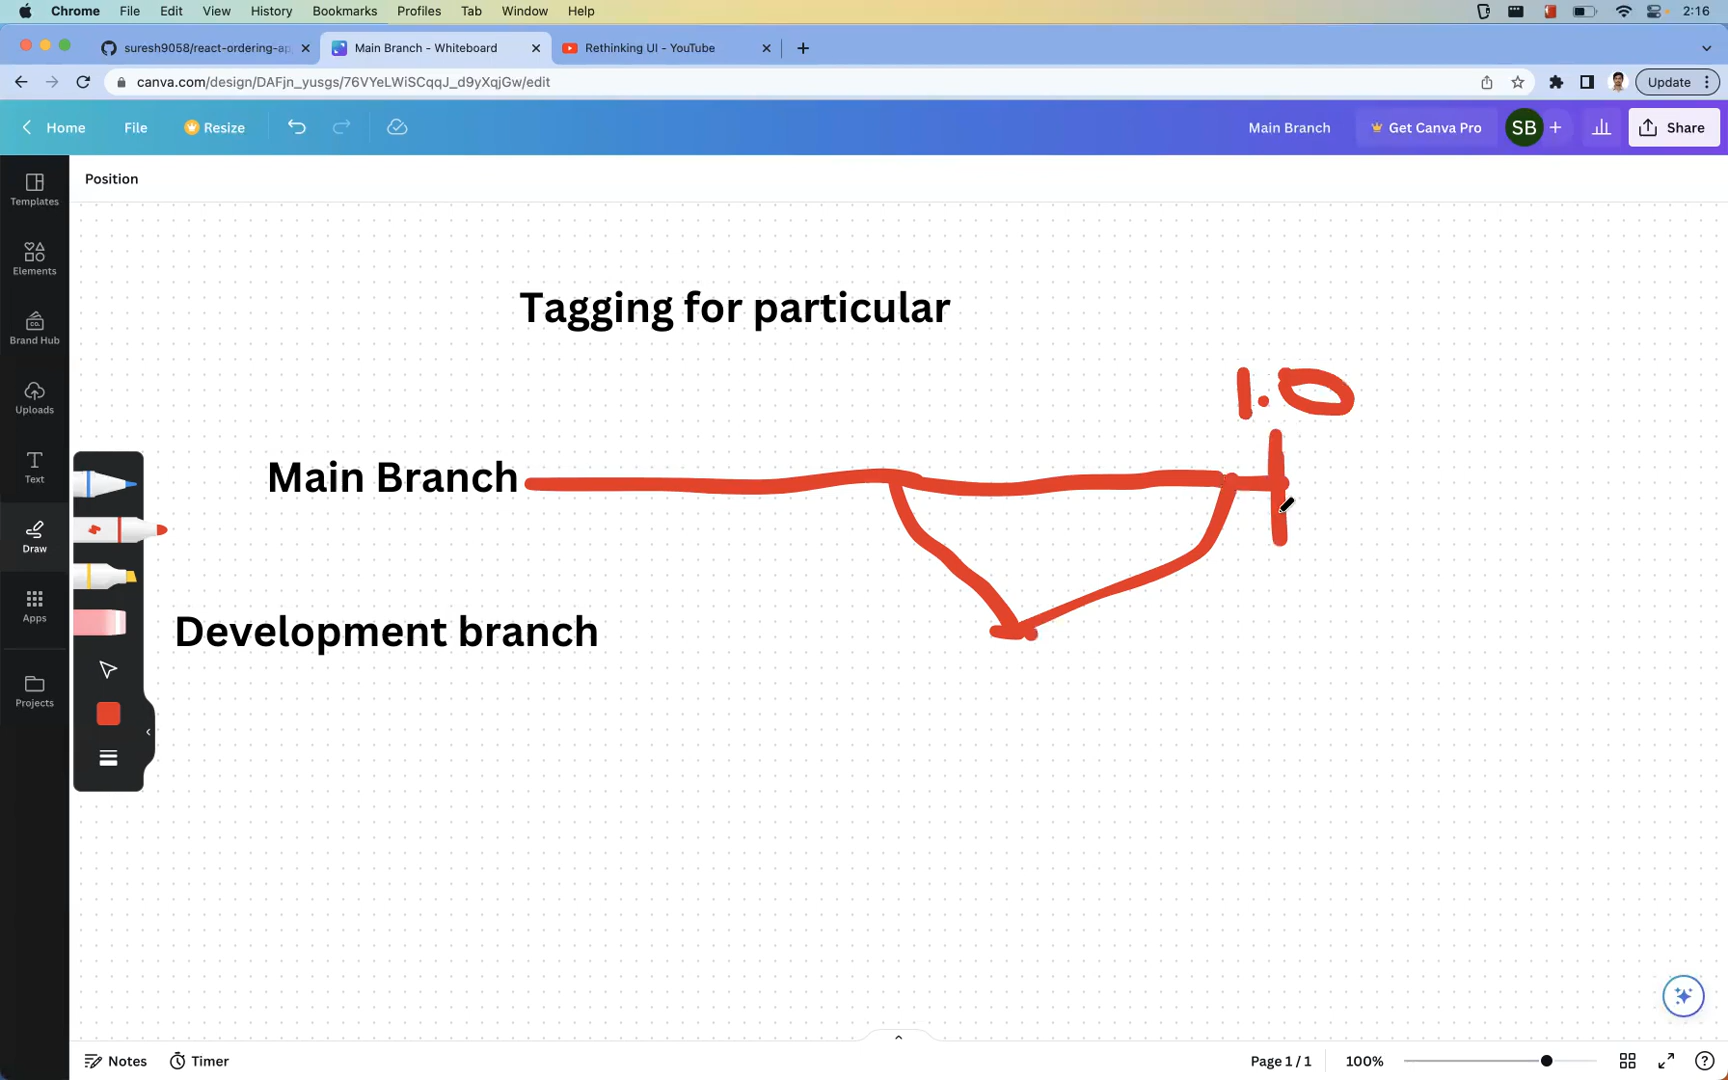 Chrome File Edit View History Bookmarks Profiles Tab Window Help 2:16
suresh9058/react-ordering-ap Main Branch - Whiteboard Rethinking UI - YouTube
canva.com/design/DAFjn_yusgs/76VYeLWiSCqqJ_d9yXqjGw/edit Update
Home File Resize Main Branch Get Canva Pro SB Share
Position
Templates
Elements
Brand Hub
Uploads
Text
Draw
Apps
Projects
Tagging for particular
1.0
Main Branch
Development branch
Notes Timer Page 1 / 1 100%